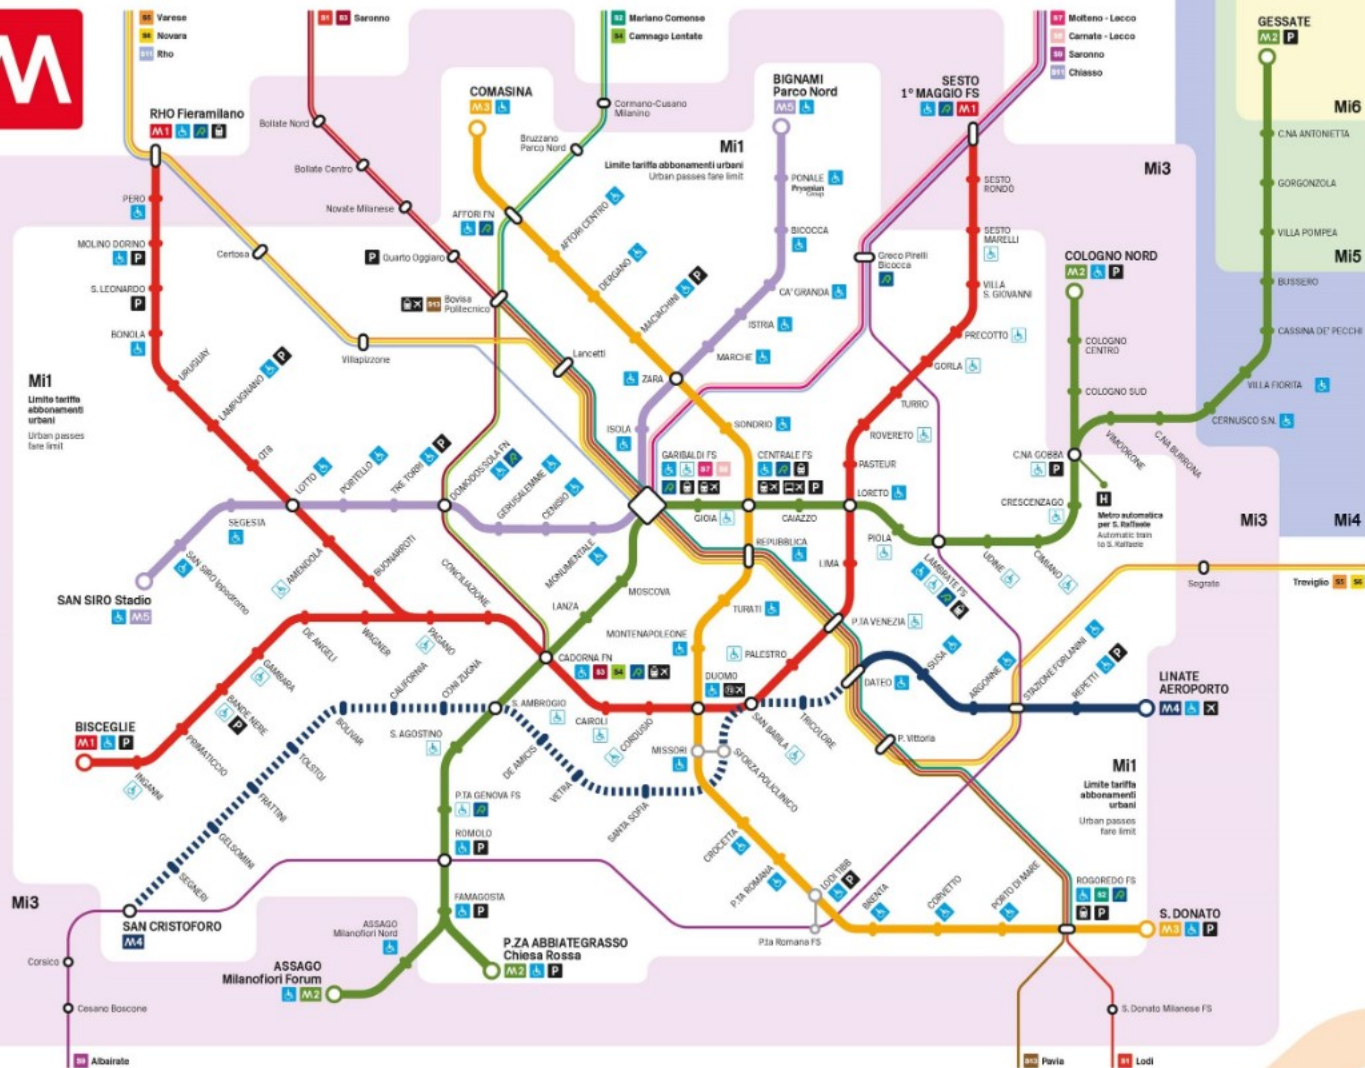 M
S5 Varese
S6 Novara
S11 Rho
S1 S3 Saronno
S2 Mariano Comense
S4 Camnago Lentate
S7 Molteno - Lecco
S8 Carnate - Lecco
S9 Saronno
S11 Chiasso
GESSATE
M2 P
Mi6
C.NA ANTONIETTA
GORGONZOLA
VILLA POMPEA
Mi5
BUSSERO
CASSINA DE' PECCHI
VILLA FIORITA
CERNUSCO S.N.
C.NA BURRONA
VIMODRONE
Mi4
Mi3
RHO Fieramilano
M1
PERO
MOLINO DORINO
P
S. LEONARDO
P
BONOLA
URUGUAY
LAMPUGNANO P
QT8
LOTTO
Bollate Nord
Bollate Centro
Novate Milanese
P Quarto Oggiaro
S13 Bovisa
Politecnico
Certosa
Villapizzone
Lancetti
COMASINA
M3
Cormano-Cusano
Milanino
Bruzzano
Parco Nord
AFFORI FN
AFFORI CENTRO
DERGANO
MACIACHINI P
ZARA
SONDRIO
Mi1
Limite tariffa abbonamenti urbani
Urban passes fare limit
BIGNAMI
Parco Nord
M5
PONALE
Prysmian
Group
BICOCCA
CA' GRANDA
ISTRIA
MARCHE
ISOLA
SESTO
1° MAGGIO FS
M1
SESTO
RONDÒ
SESTO
MARELLI
VILLA
S. GIOVANNI
PRECOTTO
GORLA
TURRO
ROVERETO
PASTEUR
LORETO
LIMA
Greco Pirelli
Bicocca
Mi3
COLOGNO NORD
M2 P
COLOGNO
CENTRO
COLOGNO SUD
C.NA GOBBA
P
CRESCENZAGO
H
Metro automatica
per S. Raffaele
Automatic train
to S. Raffaele
Mi1
Limite tariffa
abbonamenti
urbani
Urban passes
fare limit
PORTELLO
TRE TORRI P
DOMODOSSOLA FN
GERUSALEMME
CENISIO
MONUMENTALE
GARIBALDI FS
S7 S8
CENTRALE FS
P
GIOIA
CAIAZZO
PIOLA
LAMBRATE FS
UDINE
CIMIANO
SEGESTA
SAN SIRO Ippodromo
SAN SIRO Stadio
M5
AMENDOLA
BUONARROTI
CONCILIAZIONE
PAGANO
WAGNER
DE ANGELI
GAMBARA
BANDE NERE
P
PRIMATICCIO
INGANNI
BISCEGLIE
M1 P
LANZA
MOSCOVA
REPUBBLICA
TURATI
MONTENAPOLEONE
PALESTRO
P.TA VENEZIA
CADORNA FN
S3 S4
CAIROLI
CORDUSIO
DUOMO
SAN BABILA
TRICOLORE
DATEO
SUSA
ARGONNE
STAZIONE FORLANINI
REPETTI P
LINATE
AEROPORTO
M4
Segrate
Treviglio S5 S6
CALIFORNIA
CONI ZUGNA
BOLIVAR
TOLSTOJ
FRATTINI
GELSOMINI
SEGNERI
SAN CRISTOFORO
M4
S. AMBROGIO
S. AGOSTINO
DE AMICIS
VETRA
SANTA SOFIA
MISSORI
SFORZA POLICLINICO
P. Vittoria
P.TA GENOVA FS
ROMOLO
P
FAMAGOSTA
P
ASSAGO
Milanofiori Nord
ASSAGO
Milanofiori Forum
M2
P.ZA ABBIATEGRASSO
Chiesa Rossa
M2 P
CROCETTA
P.TA ROMANA
LODI TIBB
P
P.ta Romana FS
BRENTA
CORVETTO
PORTO DI MARE
ROGOREDO FS
S2
P
S. DONATO
M3 P
Mi1
Limite tariffa
abbonamenti
urbani
Urban passes
fare limit
Mi3
Corsico
Cesano Boscone
S9 Albairate
S. Donato Milanese FS
S13 Pavia
S1 Lodi